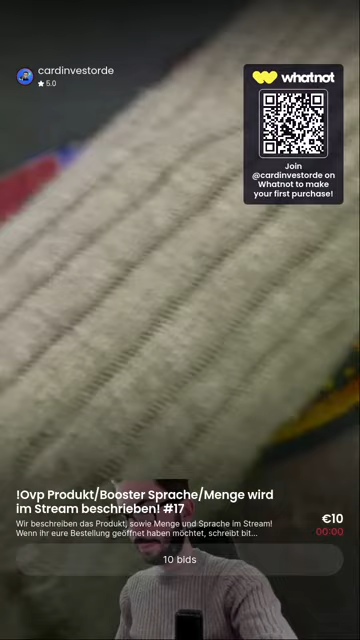 cardinvestorde
★ 5.0
whatnot
Join
@cardinvestorde on
Whatnot to make
your first purchase!
!Ovp Produkt/Booster Sprache/Menge wird
im Stream beschrieben! #17
Wir beschreiben das Produkt, sowie Menge und Sprache im Stream!
Wenn Ihr eure Bestellung geöffnet haben möchtet, schreibt bit...
€10
00:00
10 bids